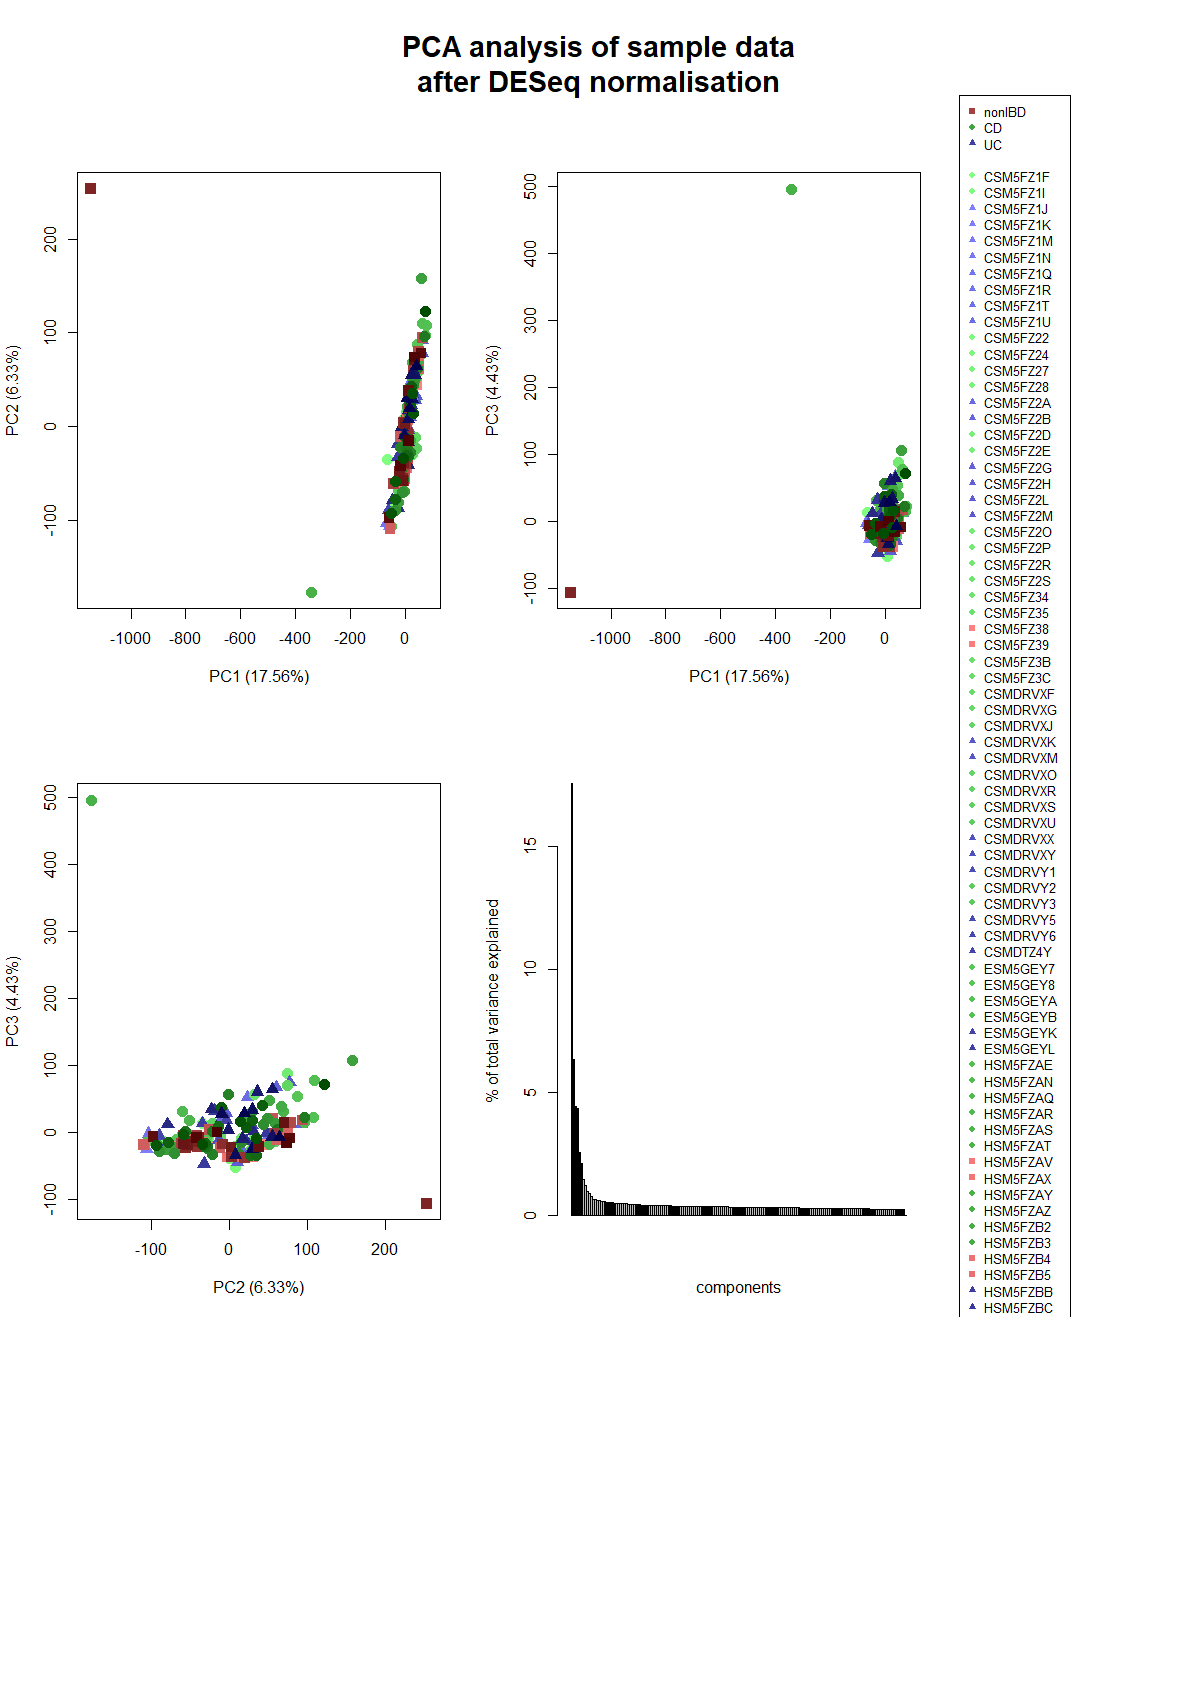 PCA analysis of sample data
after DESeq normalisation
PC2 (6.33%)
-100
0
100
200
-1000
-800
-600
-400
-200
0
PC1 (17.56%)
PC3 (4.43%)
-100
0
100
200
300
400
500
-1000
-800
-600
-400
-200
0
PC1 (17.56%)
PC3 (4.43%)
-100
0
100
200
300
400
500
-100
0
100
200
PC2 (6.33%)
% of total variance explained
0
5
10
15
components
nonIBD
CD
UC
CSM5FZ1F
CSM5FZ1I
CSM5FZ1J
CSM5FZ1K
CSM5FZ1M
CSM5FZ1N
CSM5FZ1Q
CSM5FZ1R
CSM5FZ1T
CSM5FZ1U
CSM5FZ22
CSM5FZ24
CSM5FZ27
CSM5FZ28
CSM5FZ2A
CSM5FZ2B
CSM5FZ2D
CSM5FZ2E
CSM5FZ2G
CSM5FZ2H
CSM5FZ2L
CSM5FZ2M
CSM5FZ2O
CSM5FZ2P
CSM5FZ2R
CSM5FZ2S
CSM5FZ34
CSM5FZ35
CSM5FZ38
CSM5FZ39
CSM5FZ3B
CSM5FZ3C
CSMDRVXF
CSMDRVXG
CSMDRVXJ
CSMDRVXK
CSMDRVXM
CSMDRVXO
CSMDRVXR
CSMDRVXS
CSMDRVXU
CSMDRVXX
CSMDRVXY
CSMDRVY1
CSMDRVY2
CSMDRVY3
CSMDRVY5
CSMDRVY6
CSMDTZ4Y
ESM5GEY7
ESM5GEY8
ESM5GEYA
ESM5GEYB
ESM5GEYK
ESM5GEYL
HSM5FZAE
HSM5FZAN
HSM5FZAQ
HSM5FZAR
HSM5FZAS
HSM5FZAT
HSM5FZAV
HSM5FZAX
HSM5FZAY
HSM5FZAZ
HSM5FZB2
HSM5FZB3
HSM5FZB4
HSM5FZB5
HSM5FZBB
HSM5FZBC